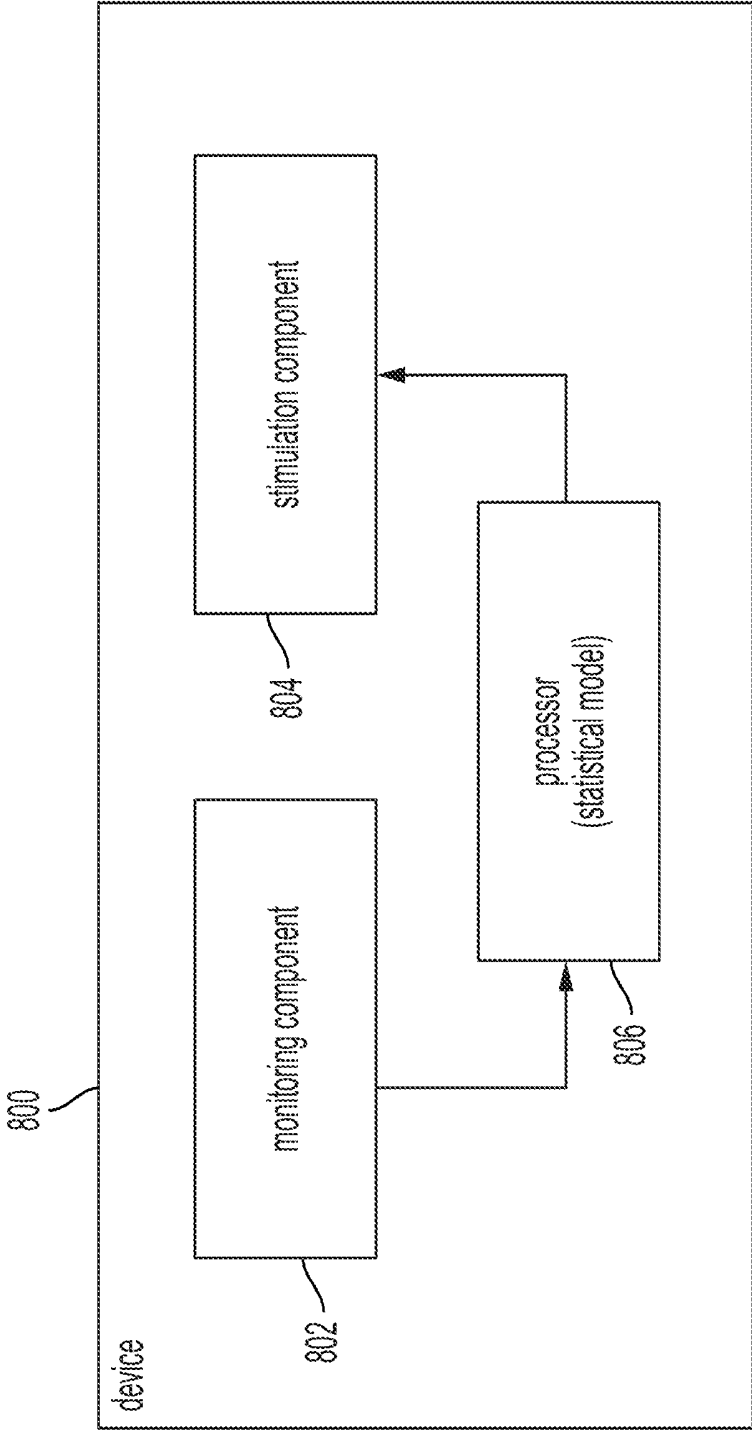 800
device
monitoring component
802
stimulation component
804
processor
(statistical model)
806